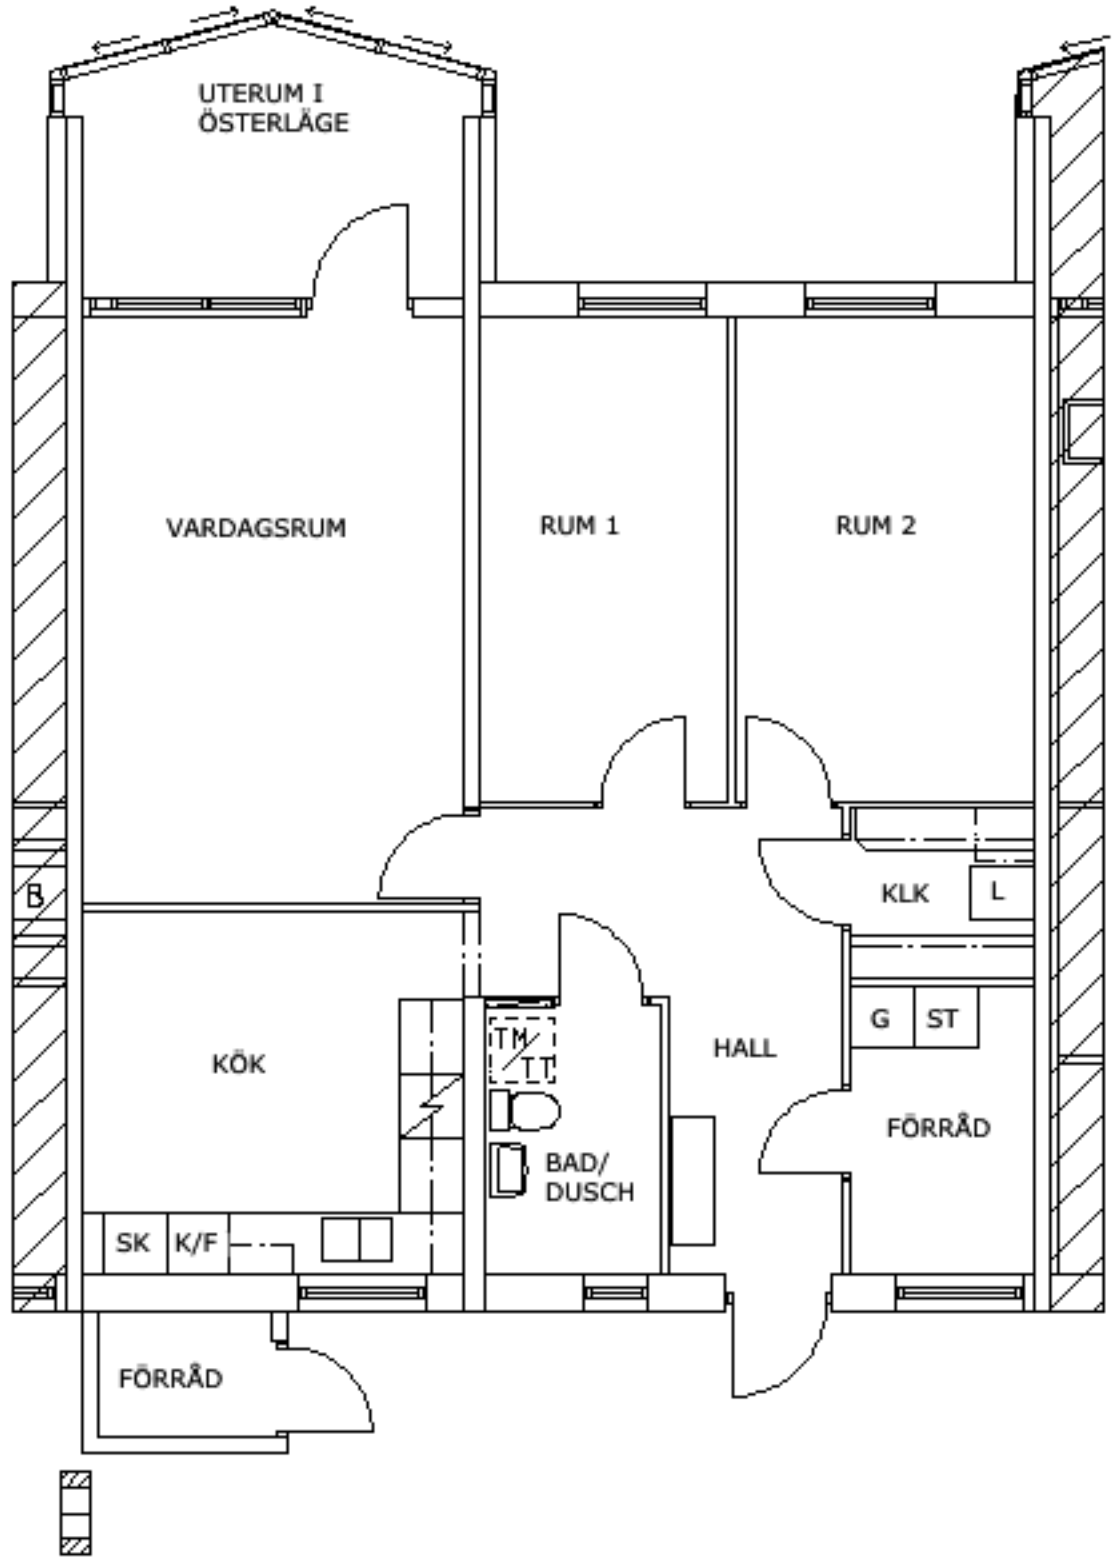 UTERUM I
ÖSTERLÄGE
VARDAGSRUM
RUM 1
RUM 2
B
KLK
L
G
ST
KÖK
TM
TT
HALL
FÖRRÅD
BAD/
DUSCH
SK
K/F
FÖRRÅD